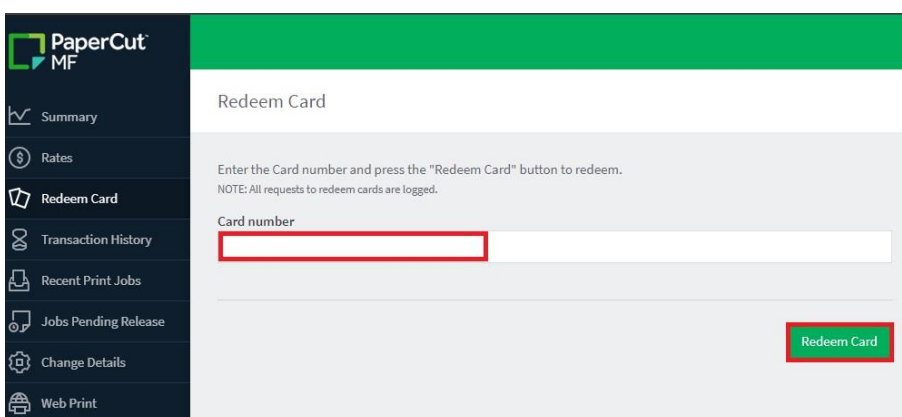 PaperCut
MF
Summary
Rates
Redeem Card
Transaction History
Recent Print Jobs
Jobs Pending Release
Change Details
Web Print
Redeem Card
Enter the Card number and press the "Redeem Card" button to redeem.
NOTE: All requests to redeem cards are logged.
Card number
Redeem Card